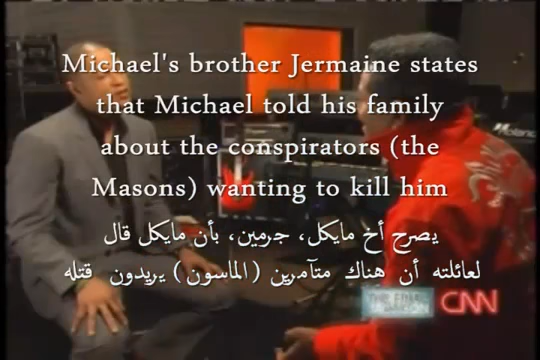 Michael's brother Jermaine states
that Michael told his family
about the conspirators (the
Masons) wanting to kill him
يصرح أخ مايكل، جرمين، بأن مايكل قال
لعائلته أن هناك متآمرين (الماسون) يريدون قتله
CNN